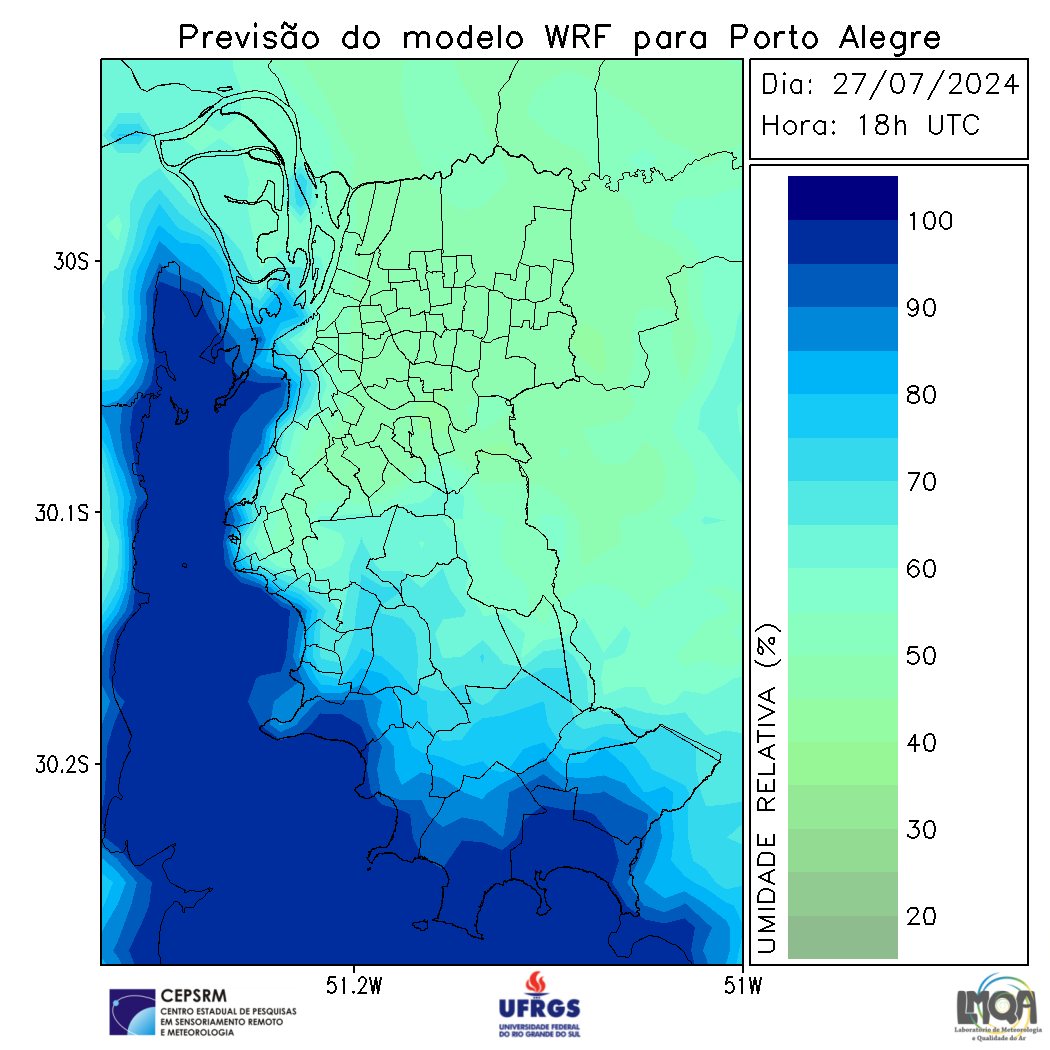 Previsão do modelo WRF para Porto Alegre
Dia: 27/07/2024
Hora: 18h UTC
30S
30.1S
30.2S
51.2W
51W
UMIDADE RELATIVA (%)
100
90
80
70
60
50
40
30
20
CEPSRM
CENTRO ESTADUAL DE PESQUISAS
EM SENSORIAMENTO REMOTO
E METEOROLOGIA
UFRGS
UNIVERSIDADE FEDERAL
DO RIO GRANDE DO SUL
LMQA
Laboratório de Meteorologia
e Qualidade do Ar